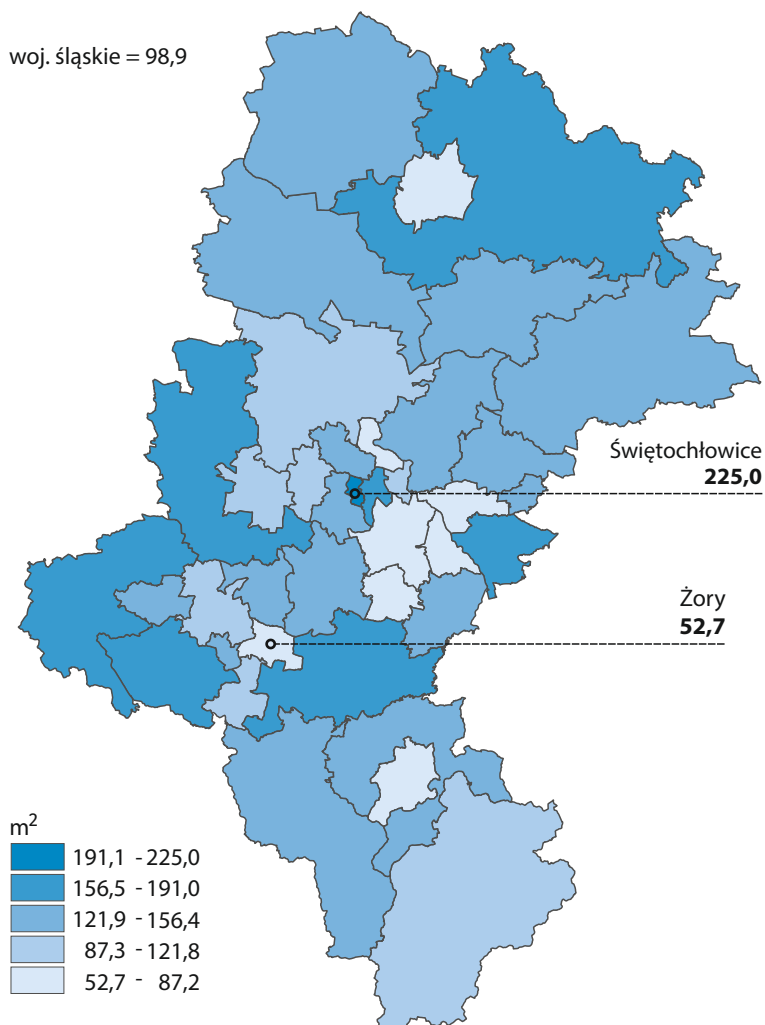 woj. śląskie = 98,9
Świętochłowice
225,0
Żory
52,7
m²
191,1 - 225,0
156,5 - 191,0
121,9 - 156,4
87,3 - 121,8
52,7 - 87,2